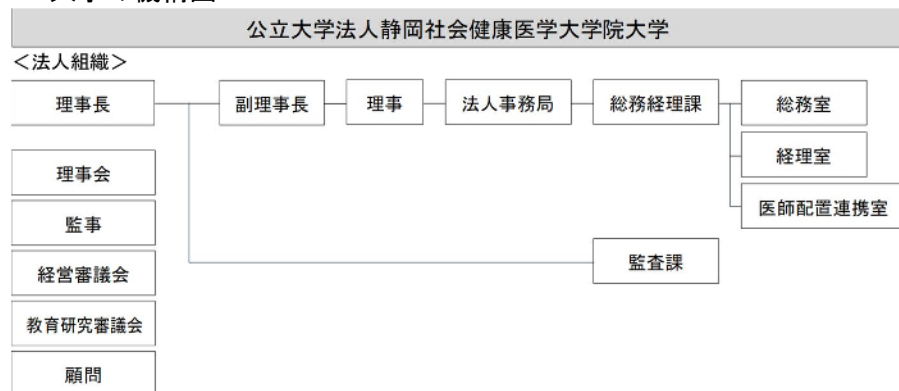 公立大学法人静岡社会健康医学大学院大学
＜法人組織＞
理事長 副理事長 理事 法人事務局 総務経理課 総務室
経理室
理事会
医師配置連携室
監事
監査課
経営審議会
教育研究審議会
顧問